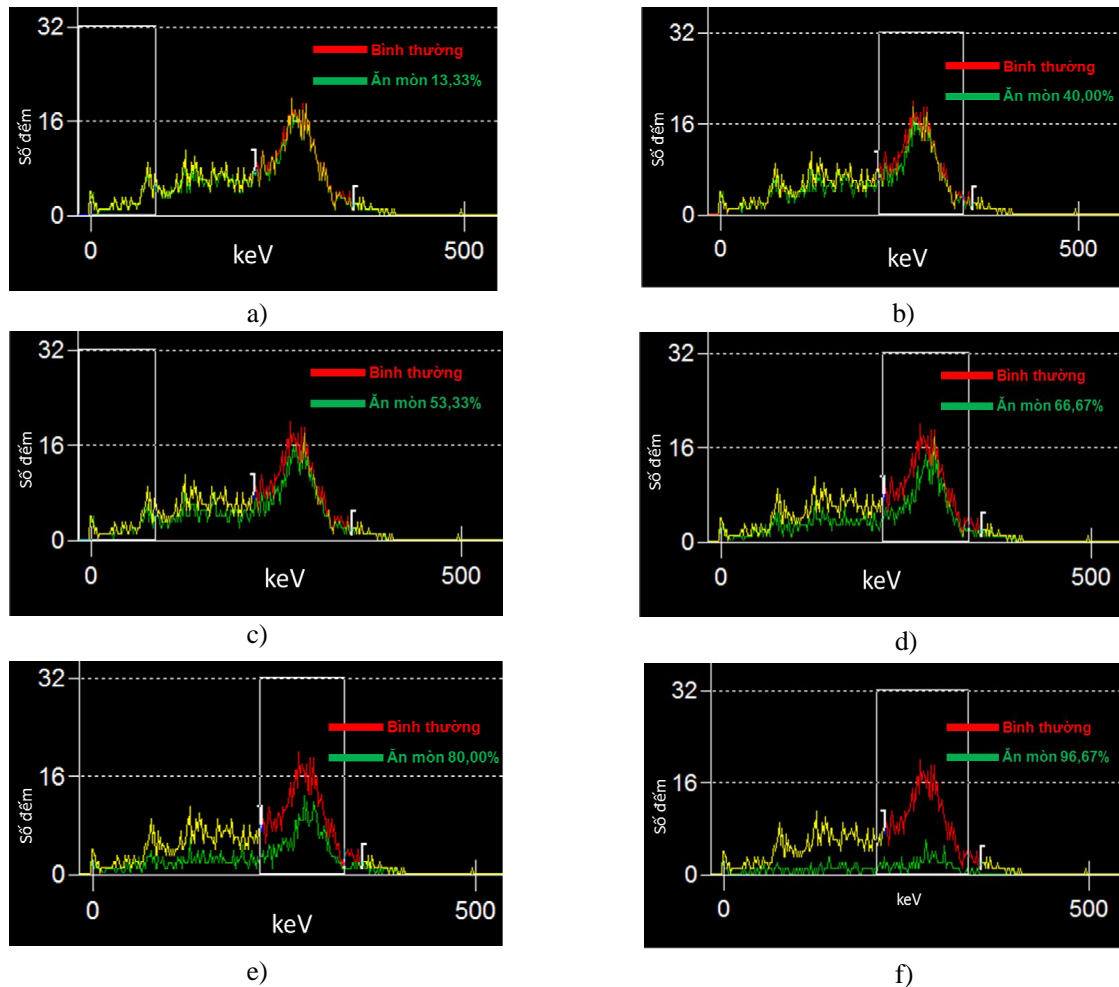 32
Bình thường
Ăn mòn 13,33%
Số đếm
16
0
0
500
keV
a)
32
Bình thường
Ăn mòn 40,00%
Số đếm
16
0
0
500
keV
b)
32
Bình thường
Ăn mòn 53,33%
Số đếm
16
0
0
500
keV
c)
32
Bình thường
Ăn mòn 66,67%
Số đếm
16
0
0
500
keV
d)
32
Bình thường
Ăn mòn 80,00%
Số đếm
16
0
0
500
keV
e)
32
Bình thường
Ăn mòn 96,67%
Số đếm
16
0
0
500
keV
f)